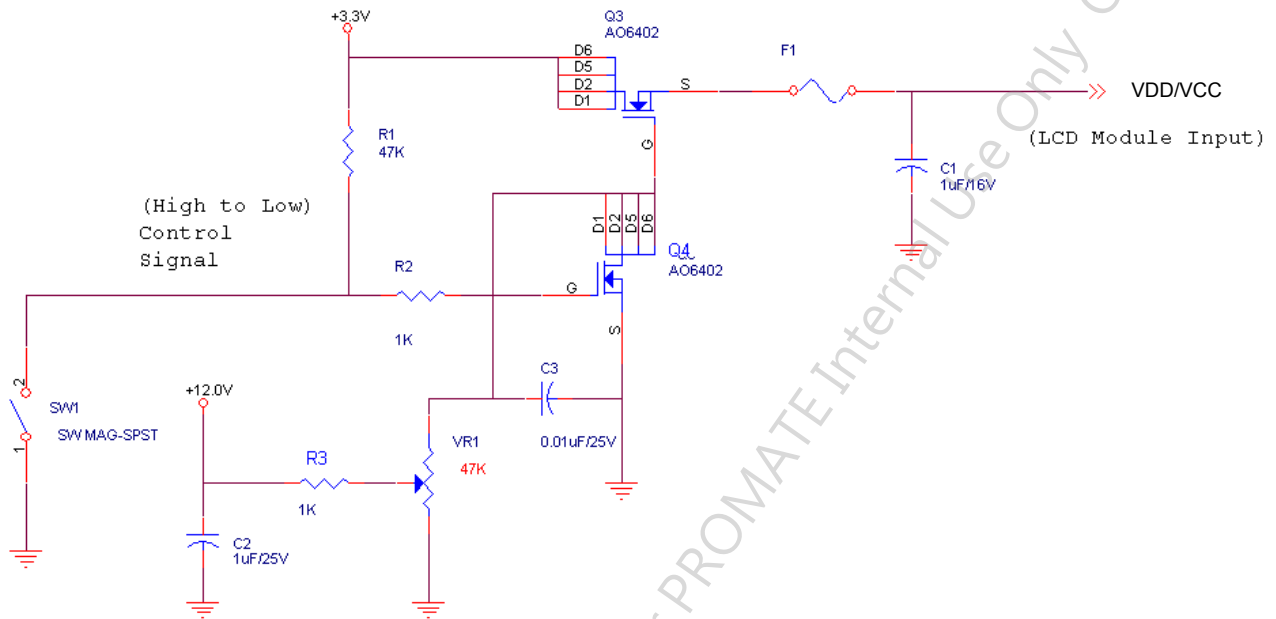 +3.3V
Q3
AO6402
D6
D5
D2
D1
S
G
F1
VDD/VCC
(LCD Module Input)
R1
47K
C1
1uF/16V
(High to Low)
Control
Signal
D1
D2
D5
D6
Q4
AO6402
R2
G
1K
S
C3
0.01uF/25V
2
SW1
SW MAG-SPST
1
+12.0V
R3
1K
VR1
47K
C2
1uF/25V
PROMATE Internal Use Only